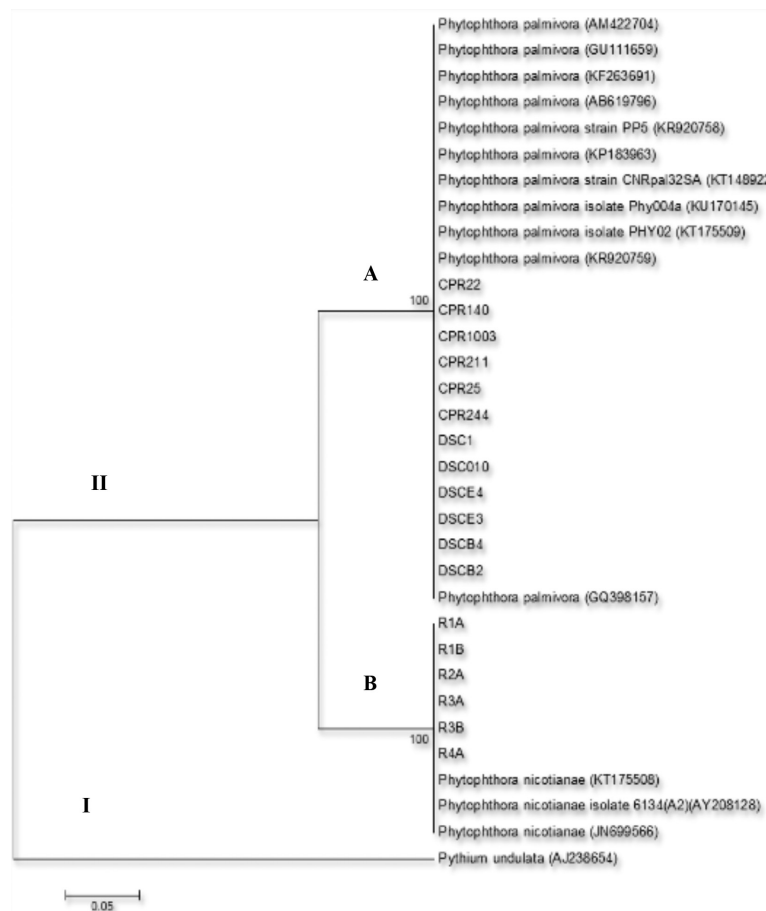 Phytophthora palmivora (AM422704)
Phytophthora palmivora (GU111659)
Phytophthora palmivora (KF263691)
Phytophthora palmivora (AB619796)
Phytophthora palmivora strain PP5 (KR920758)
Phytophthora palmivora (KP183963)
Phytophthora palmivora strain CNRpal32SA (KT148922
Phytophthora palmivora isolate Phy004a (KU170145)
Phytophthora palmivora isolate PHY02 (KT175509)
Phytophthora palmivora (KR920759)
A
100
CPR22
CPR140
CPR1003
CPR211
CPR25
CPR244
DSC1
DSC010
II
DSCE4
DSCE3
DSCB4
DSCB2
Phytophthora palmivora (GQ398157)
R1A
R1B
R2A
B
R3A
R3B
100
R4A
Phytophthora nicotianae (KT175508)
I
Phytophthora nicotianae isolate 6134(A2)(AY208128)
Phytophthora nicotianae (JN699566)
Pythium undulata (AJ238654)
0.05